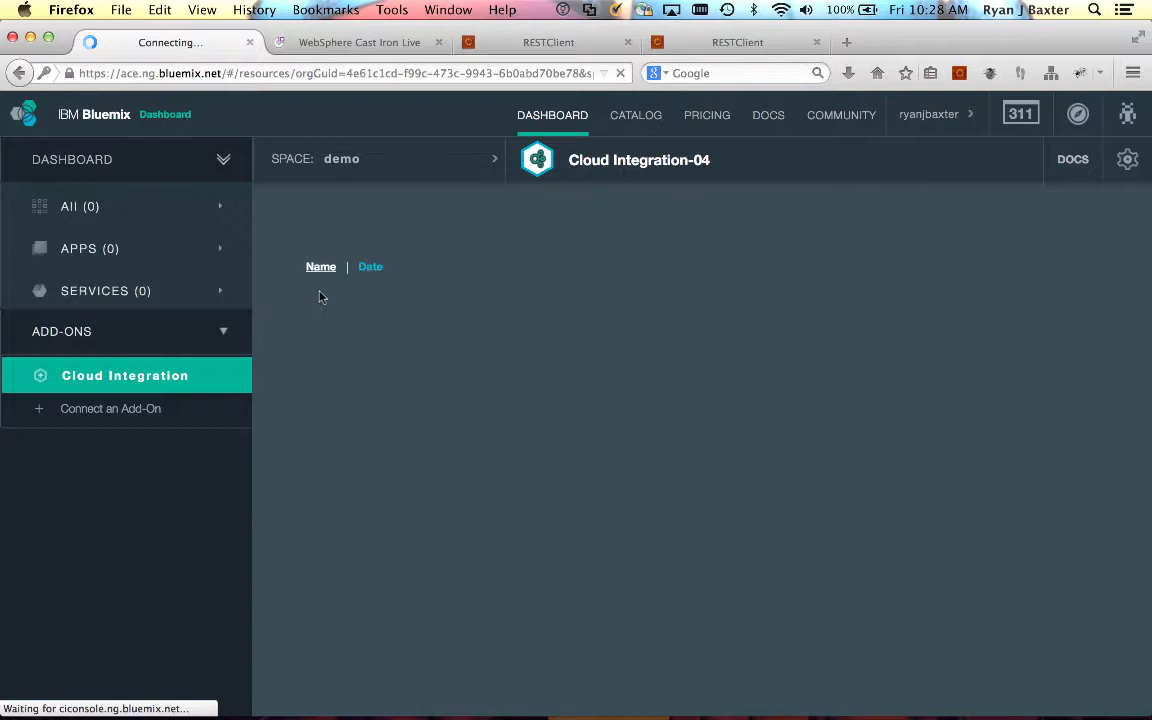 Firefox File Edit View History Bookmarks Tools Window Help 100% Fri 10:28 AM Ryan J Baxter
Connecting... × WebSphere Cast Iron Live × RESTClient × RESTClient × +
https://ace.ng.bluemix.net/#/resources/orgGuid=4e61c1cd-f99c-473c-9943-6b0abd70be78&s Google
IBM Bluemix Dashboard DASHBOARD CATALOG PRICING DOCS COMMUNITY ryanjbaxter 311
DASHBOARD SPACE: demo Cloud Integration-04 DOCS
All (0)
APPS (0)
SERVICES (0)
Name | Date
ADD-ONS
Cloud Integration
+ Connect an Add-On
Waiting for ciconsole.ng.bluemix.net...